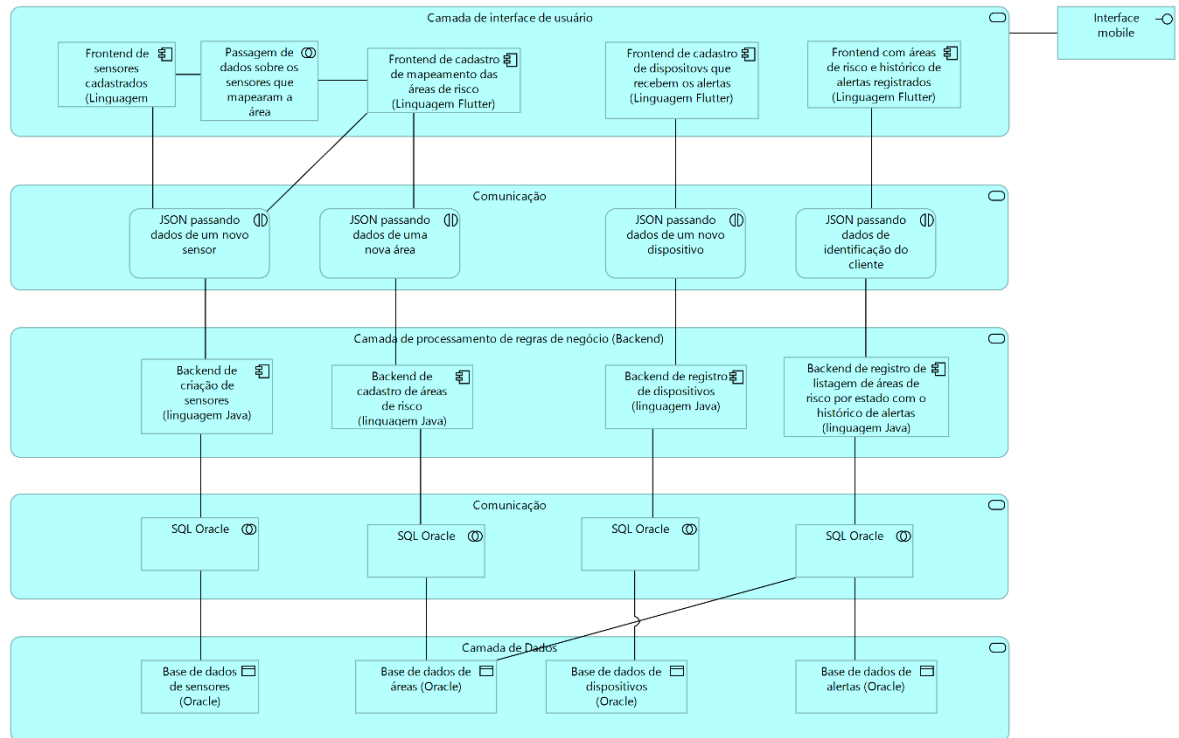 Camada de interface de usuário
Interface
mobile
Frontend de
sensores
cadastrados
(Linguagem
Passagem de
dados sobre os
sensores que
mapearam a
área
Frontend de cadastro
de mapeamento das
áreas de risco
(Linguagem Flutter)
Frontend de cadastro
de dispositovs que
recebem os alertas
(Linguagem Flutter)
Frontend com áreas
de risco e histórico de
alertas registrados
(Linguagem Flutter)
Comunicação
JSON passando
dados de um novo
sensor
JSON passando
dados de uma
nova área
JSON passando
dados de um novo
dispositivo
JSON passando
dados de
identificação do
cliente
Camada de processamento de regras de negócio (Backend)
Backend de
criação de
sensores
(linguagem Java)
Backend de
cadastro de áreas
de risco
(linguagem Java)
Backend de registro
de dispositivos
(linguagem Java)
Backend de registro de
listagem de áreas de
risco por estado com o
histórico de alertas
(linguagem Java)
Comunicação
SQL Oracle
SQL Oracle
SQL Oracle
SQL Oracle
Camada de Dados
Base de dados
de sensores
(Oracle)
Base de dados de
áreas (Oracle)
Base de dados de
dispositivos
(Oracle)
Base de dados de
alertas (Oracle)